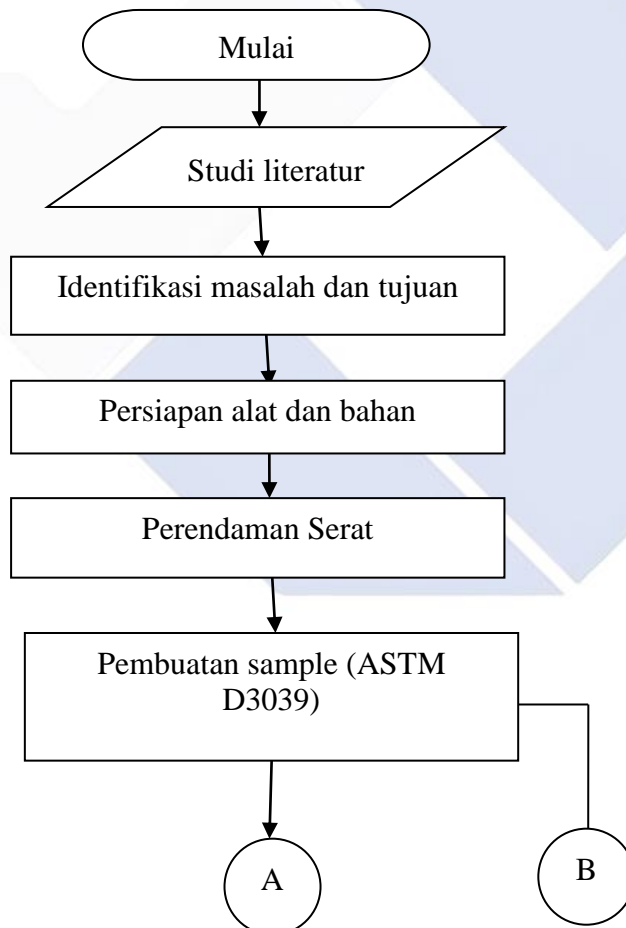 Mulai
Studi literatur
Identifikasi masalah dan tujuan
Persiapan alat dan bahan
Perendaman Serat
Pembuatan sample (ASTM
D3039)
A
B